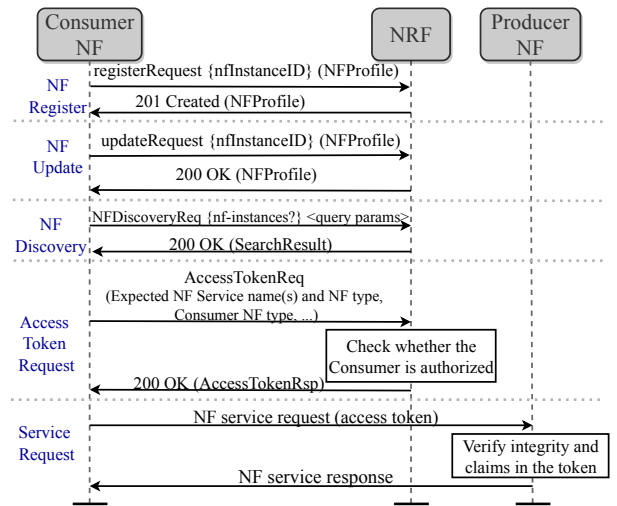 Consumer
NF
NRF
Producer
NF
NF
Register
registerRequest {nfInstanceID} (NFProfile)
201 Created (NFProfile)
NF
Update
updateRequest {nfInstanceID} (NFProfile)
200 OK (NFProfile)
NF
Discovery
NFDiscoveryReq {nf-instances?} <query params>
200 OK (SearchResult)
Access
Token
Request
AccessTokenReq
(Expected NF Service name(s) and NF type,
Consumer NF type, ...)
Check whether the
Consumer is authorized
200 OK (AccessTokenRsp)
Service
Request
NF service request (access token)
Verify integrity and
claims in the token
NF service response